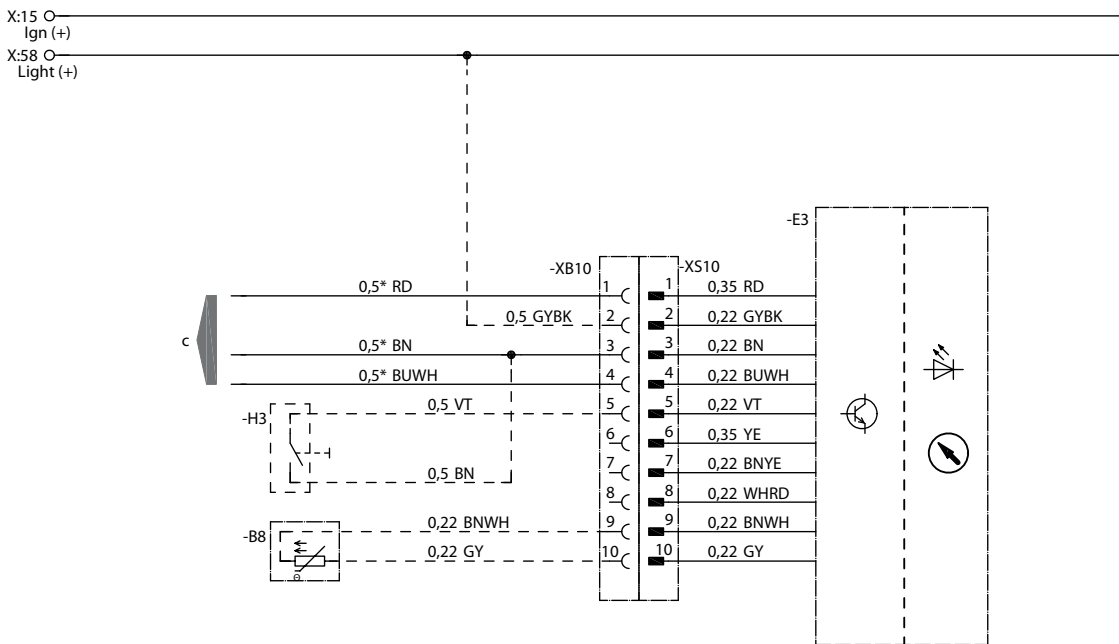 X:15
Ign (+)
X:58
Light (+)
-E3
-XB10
-XS10
0,5* RD
1
1
0,35 RD
0,5 GYBK
2
2
0,22 GYBK
c
0,5* BN
3
3
0,22 BN
0,5* BUWH
4
4
0,22 BUWH
-H3
0,5 VT
5
5
0,22 VT
6
6
0,35 YE
0,5 BN
7
7
0,22 BNYE
8
8
0,22 WHRD
-B8
0,22 BNWH
9
9
0,22 BNWH
0,22 GY
10
10
0,22 GY
Θ